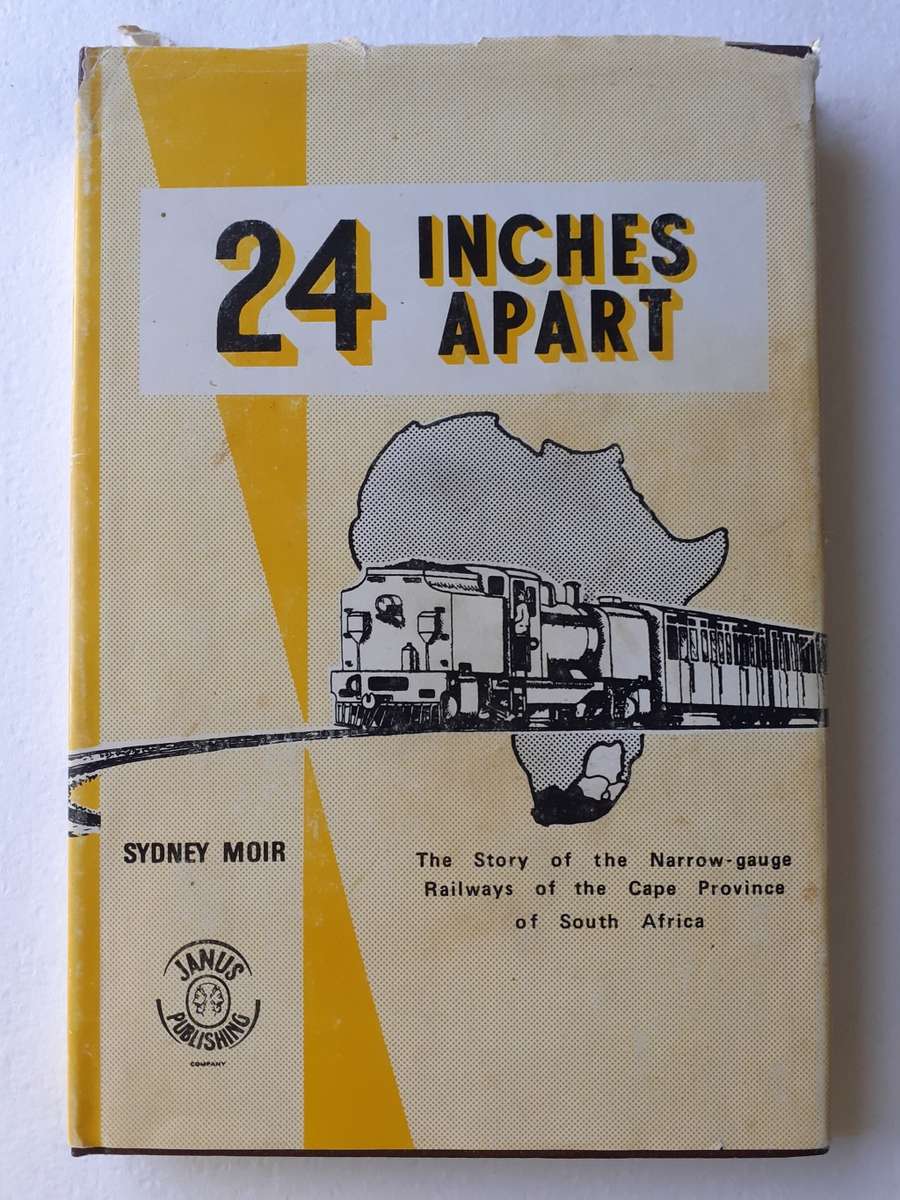 24 INCHES
APART
SYDNEY MOIR
The Story of the Narrow-gauge
Railways of the Cape Province
of South Africa
JANUS
PUBLISHING
COMPANY